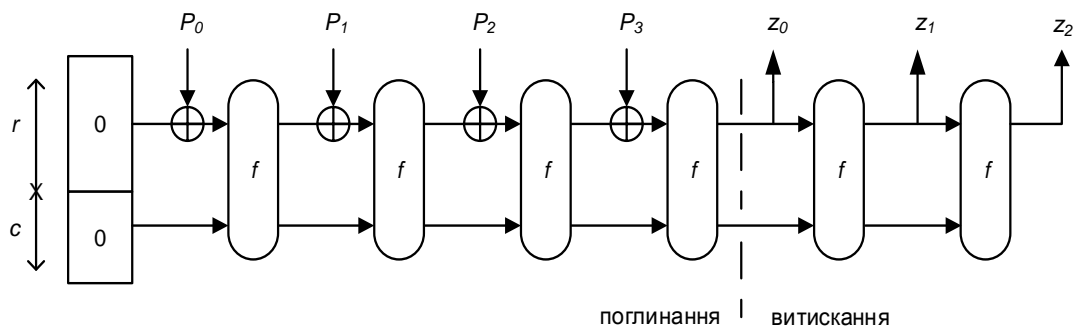 P₀ P₁ P₂ P₃ z₀ z₁ z₂
r 0
f f f f f f
c 0
поглинання витискання